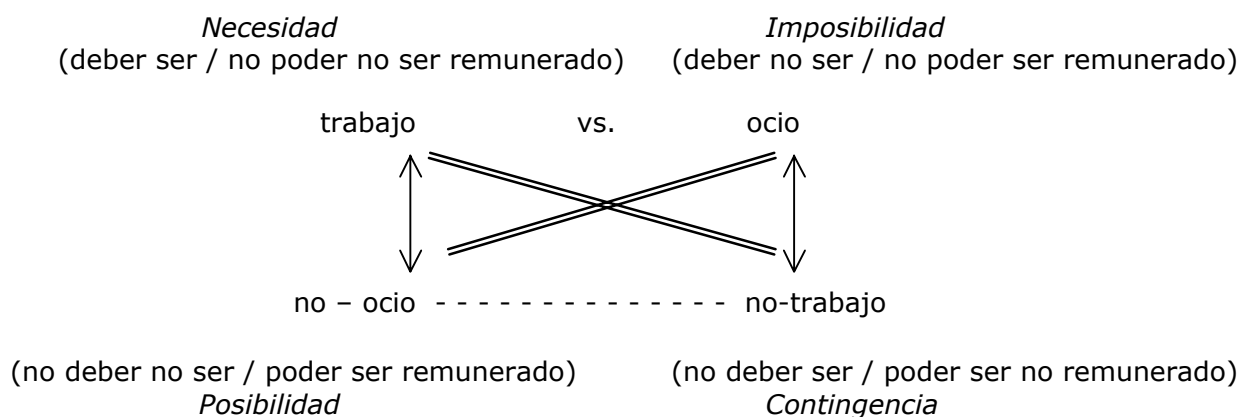 Necesidad Imposibilidad
(deber ser / no poder no ser remunerado) (deber no ser / no poder ser remunerado)
trabajo vs. ocio
no – ocio - - - - - - - - - - - - - - no-trabajo
(no deber no ser / poder ser remunerado) (no deber ser / poder ser no remunerado)
Posibilidad Contingencia